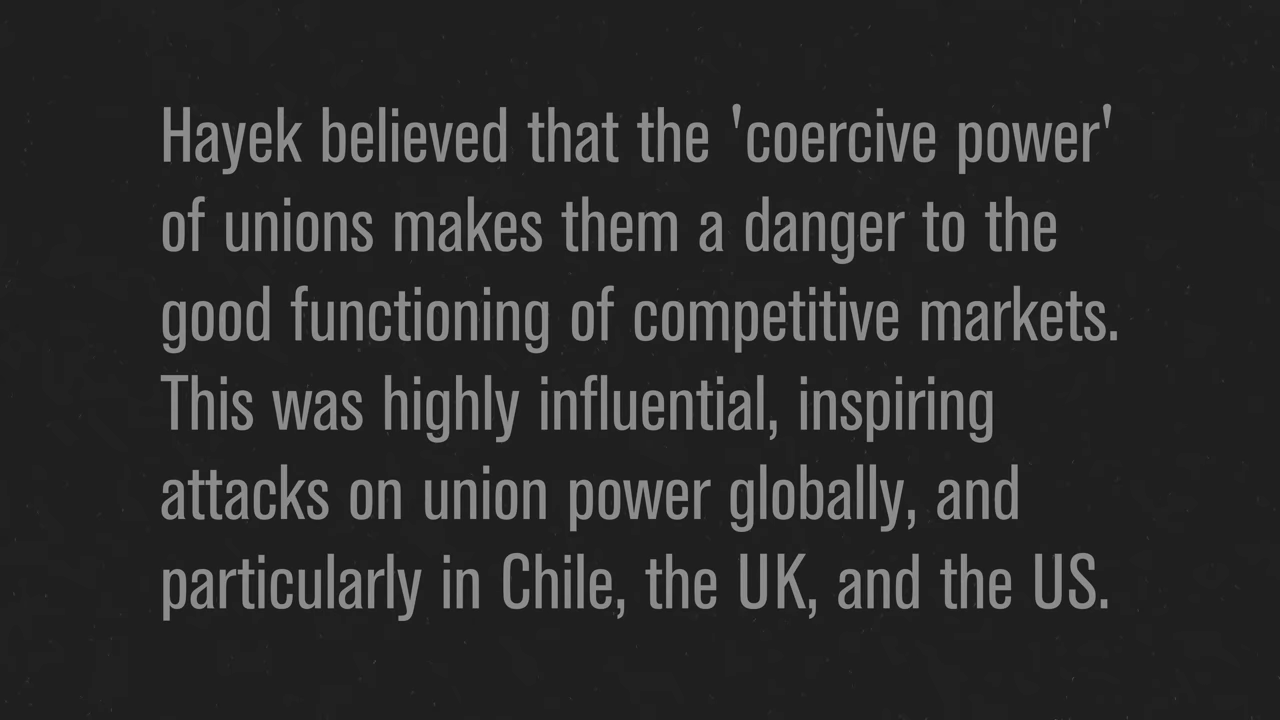 Hayek believed that the 'coercive power'
of unions makes them a danger to the
good functioning of competitive markets.
This was highly influential, inspiring
attacks on union power globally, and
particularly in Chile, the UK, and the US.